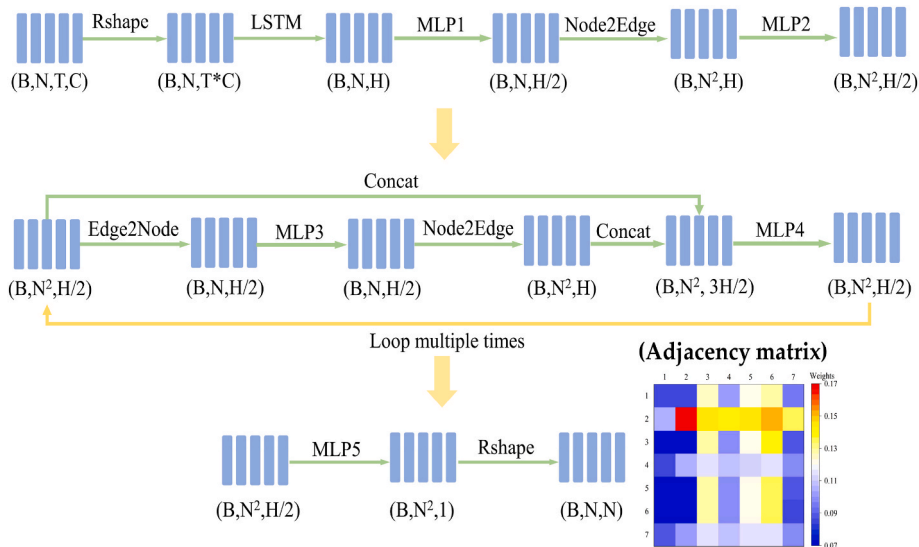 Rshape LSTM MLP1 Node2Edge MLP2
(B,N,T,C) (B,N,T*C) (B,N,H) (B,N,H/2) (B,N²,H) (B,N²,H/2)
Concat
Edge2Node MLP3 Node2Edge Concat MLP4
(B,N²,H/2) (B,N,H/2) (B,N,H/2) (B,N²,H) (B,N², 3H/2) (B,N²,H/2)
Loop multiple times
(Adjacency matrix)
Weights
1 2 3 4 5 6 7
0.17
1
2
0.15
3
0.13
4
0.11
5
6
0.09
7
0.07
MLP5 Rshape
(B,N²,H/2) (B,N²,1) (B,N,N)